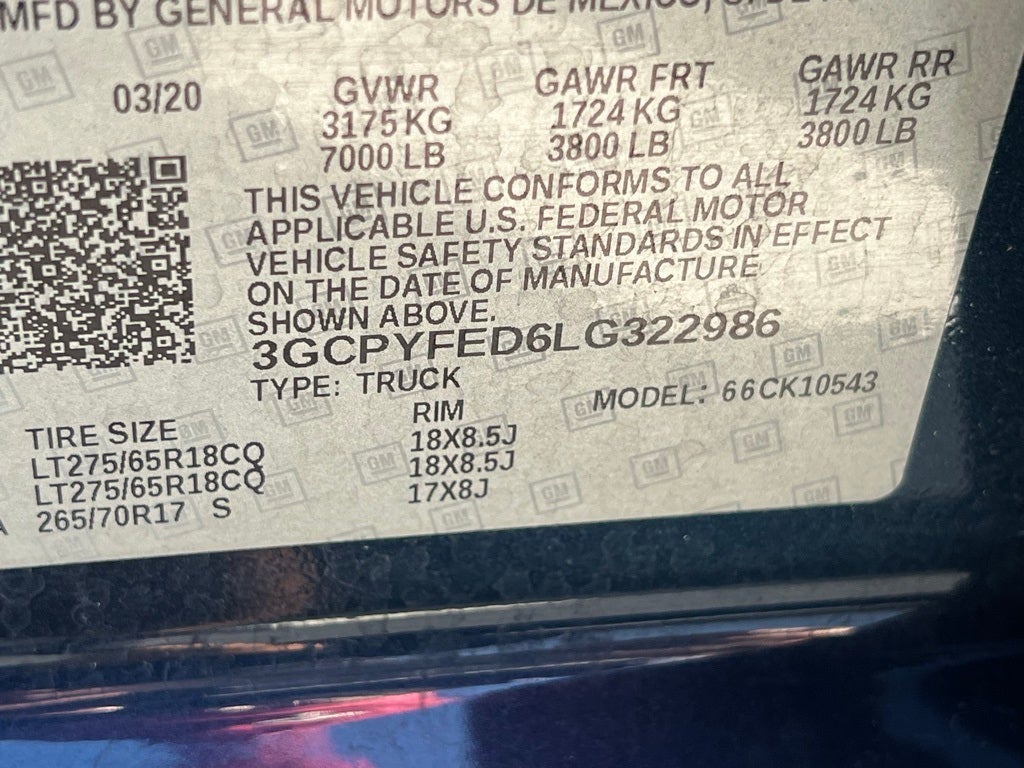 MFD BY GENERAL MOTORS DE MEXICO, S. DE
03/20 GVWR GAWR FRT GAWR RR
3175 KG 1724 KG 1724 KG
7000 LB 3800 LB 3800 LB
THIS VEHICLE CONFORMS TO ALL
APPLICABLE U.S. FEDERAL MOTOR
VEHICLE SAFETY STANDARDS IN EFFECT
ON THE DATE OF MANUFACTURE
SHOWN ABOVE.
3GCPYFED6LG322986
TYPE: TRUCK MODEL: 66CK10543
TIRE SIZE RIM
LT275/65R18CQ 18X8.5J
LT275/65R18CQ 18X8.5J
265/70R17 S 17X8J